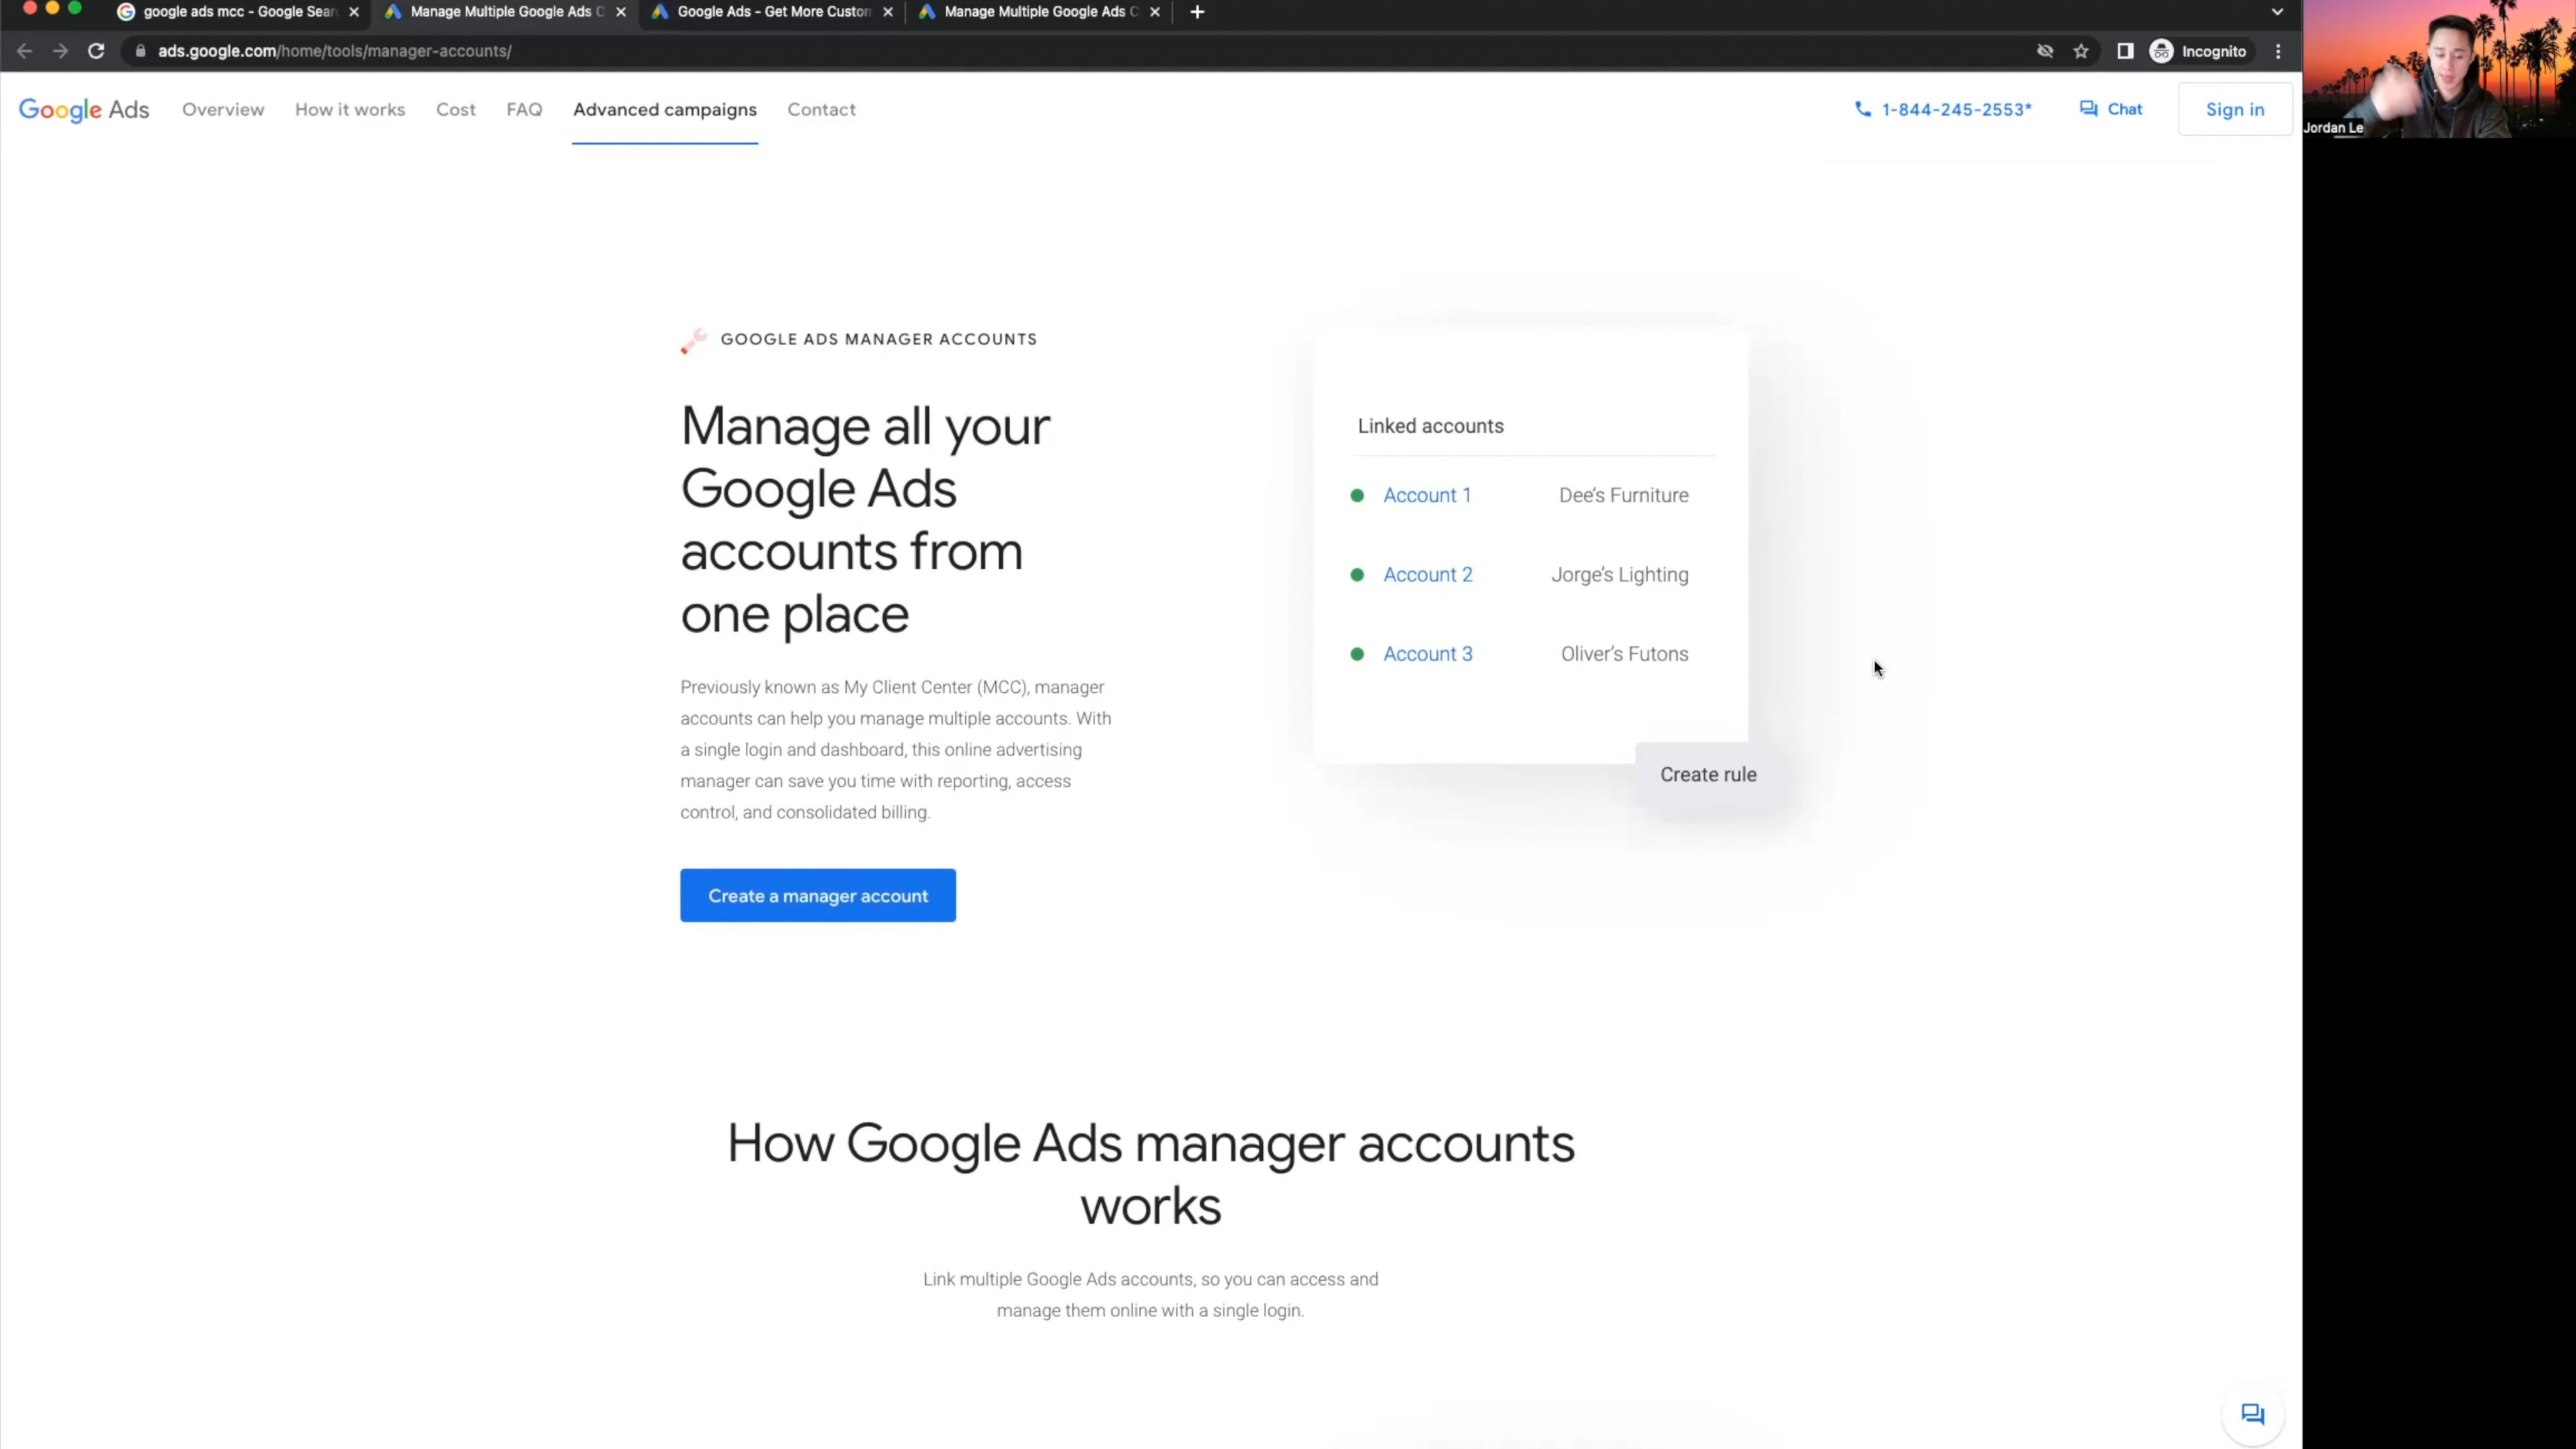 google ads mcc - Google Sear
Manage Multiple Google Ads C
Google Ads - Get More Custom
Manage Multiple Google Ads C
ads.google.com/home/tools/manager-accounts/
Incognito
Google Ads
Overview
How it works
Cost
FAQ
Advanced campaigns
Contact
1-844-245-2553*
Chat
Sign in
Jordan Le
GOOGLE ADS MANAGER ACCOUNTS
Manage all your
Google Ads
accounts from
one place
Previously known as My Client Center (MCC), manager
accounts can help you manage multiple accounts. With
a single login and dashboard, this online advertising
manager can save you time with reporting, access
control, and consolidated billing.
Create a manager account
Linked accounts
Account 1 Dee's Furniture
Account 2 Jorge's Lighting
Account 3 Oliver's Futons
Create rule
How Google Ads manager accounts
works
Link multiple Google Ads accounts, so you can access and
manage them online with a single login.